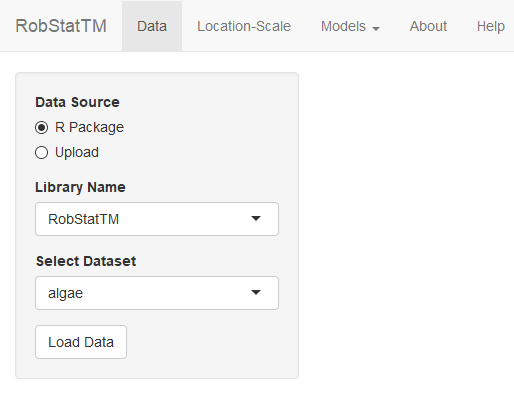 RobStatTM Data Location-Scale Models About Help
Data Source
R Package
Upload
Library Name
RobStatTM
Select Dataset
algae
Load Data